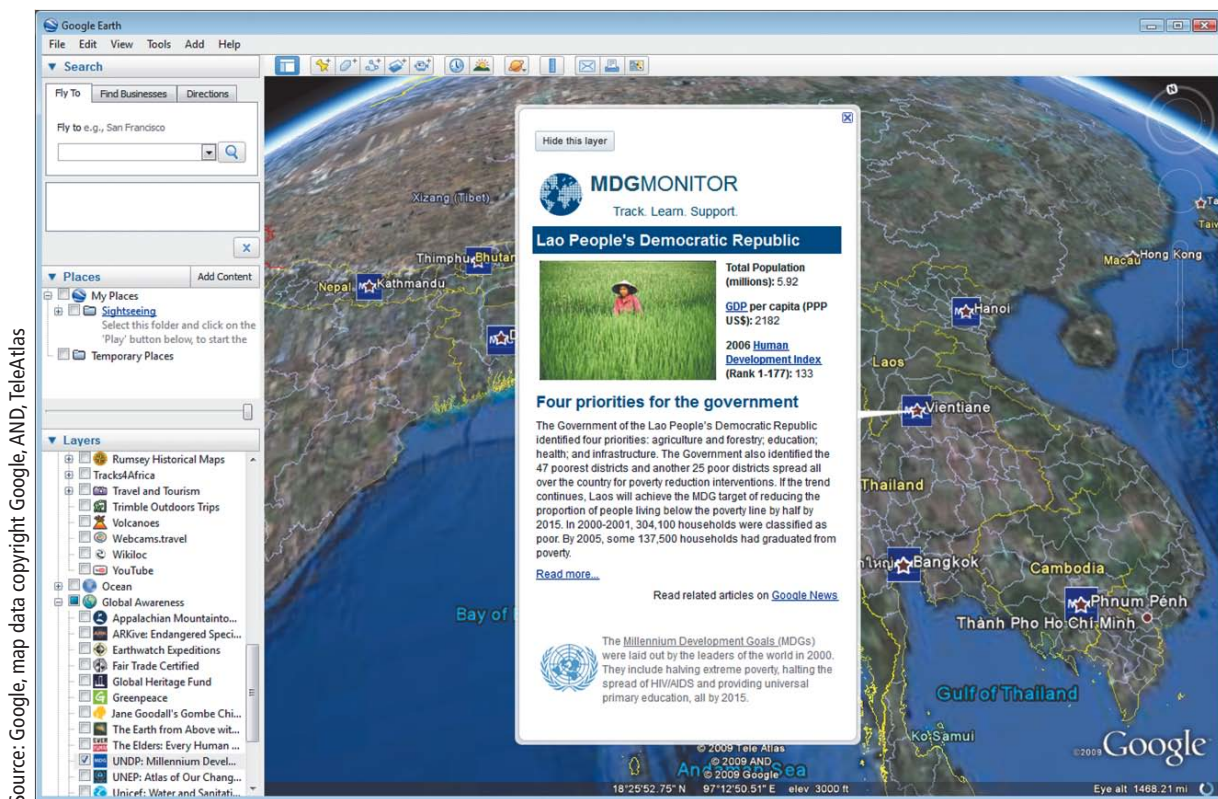 Source: Google, map data copyright Google, AND, TeleAtlas
Google Earth
File Edit View Tools Add Help
Search
Fly To Find Businesses Directions
Fly to e.g., San Francisco
Places Add Content
My Places
Sightseeing
Select this folder and click on the
'Play' button below, to start the
Temporary Places
Layers
Rumsey Historical Maps
Tracks4Africa
Travel and Tourism
Trimble Outdoors Trips
Volcanoes
Webcams.travel
Wikiloc
YouTube
Ocean
Global Awareness
Appalachian Mountainto...
ARKive: Endangered Speci...
Earthwatch Expeditions
Fair Trade Certified
Global Heritage Fund
Greenpeace
Jane Goodall's Gombe Chi...
The Earth from Above wit...
The Elders: Every Human ...
UNDP: Millennium Devel...
UNEP: Atlas of Our Chang...
Unicef: Water and Sanitati...
Xizang (Tibet)
Thimphu Bhutan
Nepal Kathmandu
Bay of
Hide this layer
MDGMONITOR
Track. Learn. Support.
Lao People's Democratic Republic
Total Population
(millions): 5.92
GDP per capita (PPP
US$): 2182
2006 Human
Development Index
(Rank 1-177): 133
Four priorities for the government
The Government of the Lao People's Democratic Republic
identified four priorities: agriculture and forestry; education;
health; and infrastructure. The Government also identified the
47 poorest districts and another 25 poor districts spread all
over the country for poverty reduction interventions. If the trend
continues, Laos will achieve the MDG target of reducing the
proportion of people living below the poverty line by half by
2015. In 2000-2001, 304,100 households were classified as
poor. By 2005, some 137,500 households had graduated from
poverty.
Read more...
Read related articles on Google News
The Millennium Development Goals (MDGs)
were laid out by the leaders of the world in 2000.
They include halving extreme poverty, halting the
spread of HIV/AIDS and providing universal
primary education, all by 2015.
N
Macau Hong Kong
Hanoi
Laos
Vientiane
Thailand
Bangkok
Cambodia
Phnum Pénh
Thành Pho Ho Chi Minh
Gulf of Thailand
Ko Samui
Andaman Sea
© 2009 Tele Atlas
© 2009 AND
© 2009 Google
©2009 Google
18°25'52.75" N 97°12'50.51" E elev 3000 ft
Eye alt 1468.21 mi